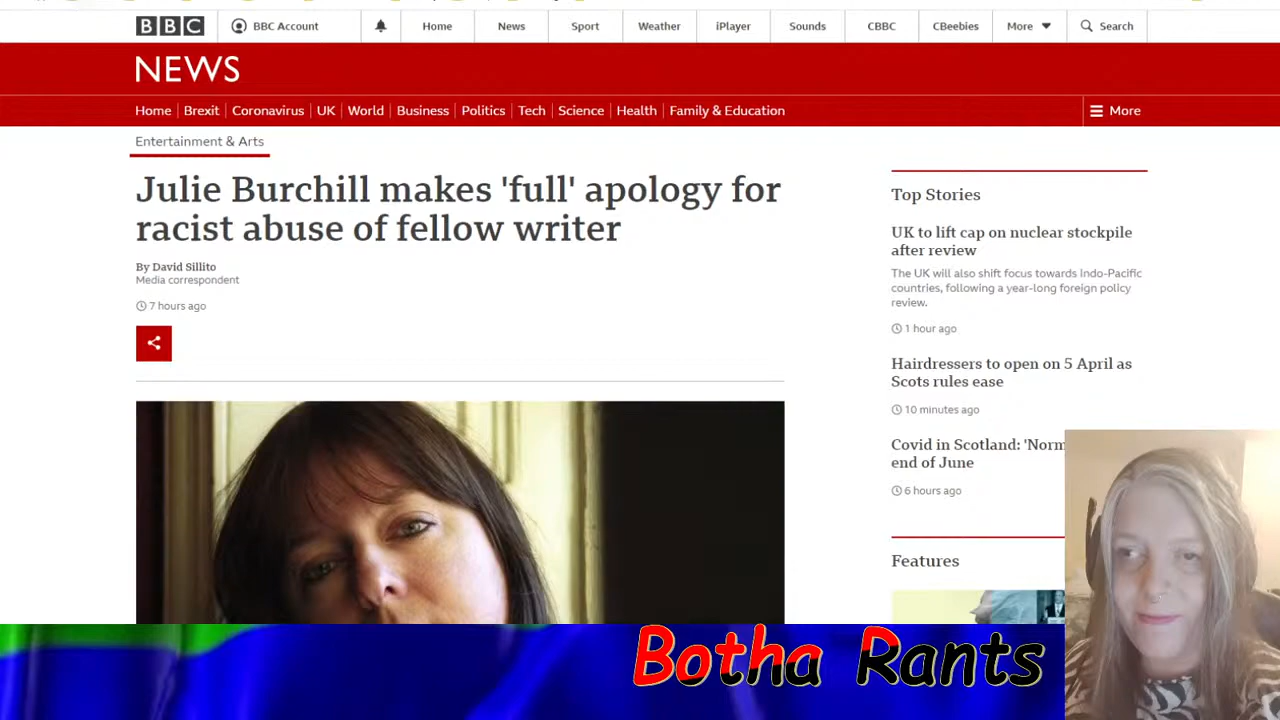 BBC
BBC Account
Home
News
Sport
Weather
iPlayer
Sounds
CBBC
CBeebies
More
Search
NEWS
Home
Brexit
Coronavirus
UK
World
Business
Politics
Tech
Science
Health
Family & Education
More
Entertainment & Arts
Julie Burchill makes 'full' apology for
racist abuse of fellow writer
By David Sillito
Media correspondent
7 hours ago
Top Stories
UK to lift cap on nuclear stockpile
after review
The UK will also shift focus towards Indo-Pacific
countries, following a year-long foreign policy
review.
1 hour ago
Hairdressers to open on 5 April as
Scots rules ease
10 minutes ago
Covid in Scotland: 'Norm
end of June
6 hours ago
Features
Botha Rants